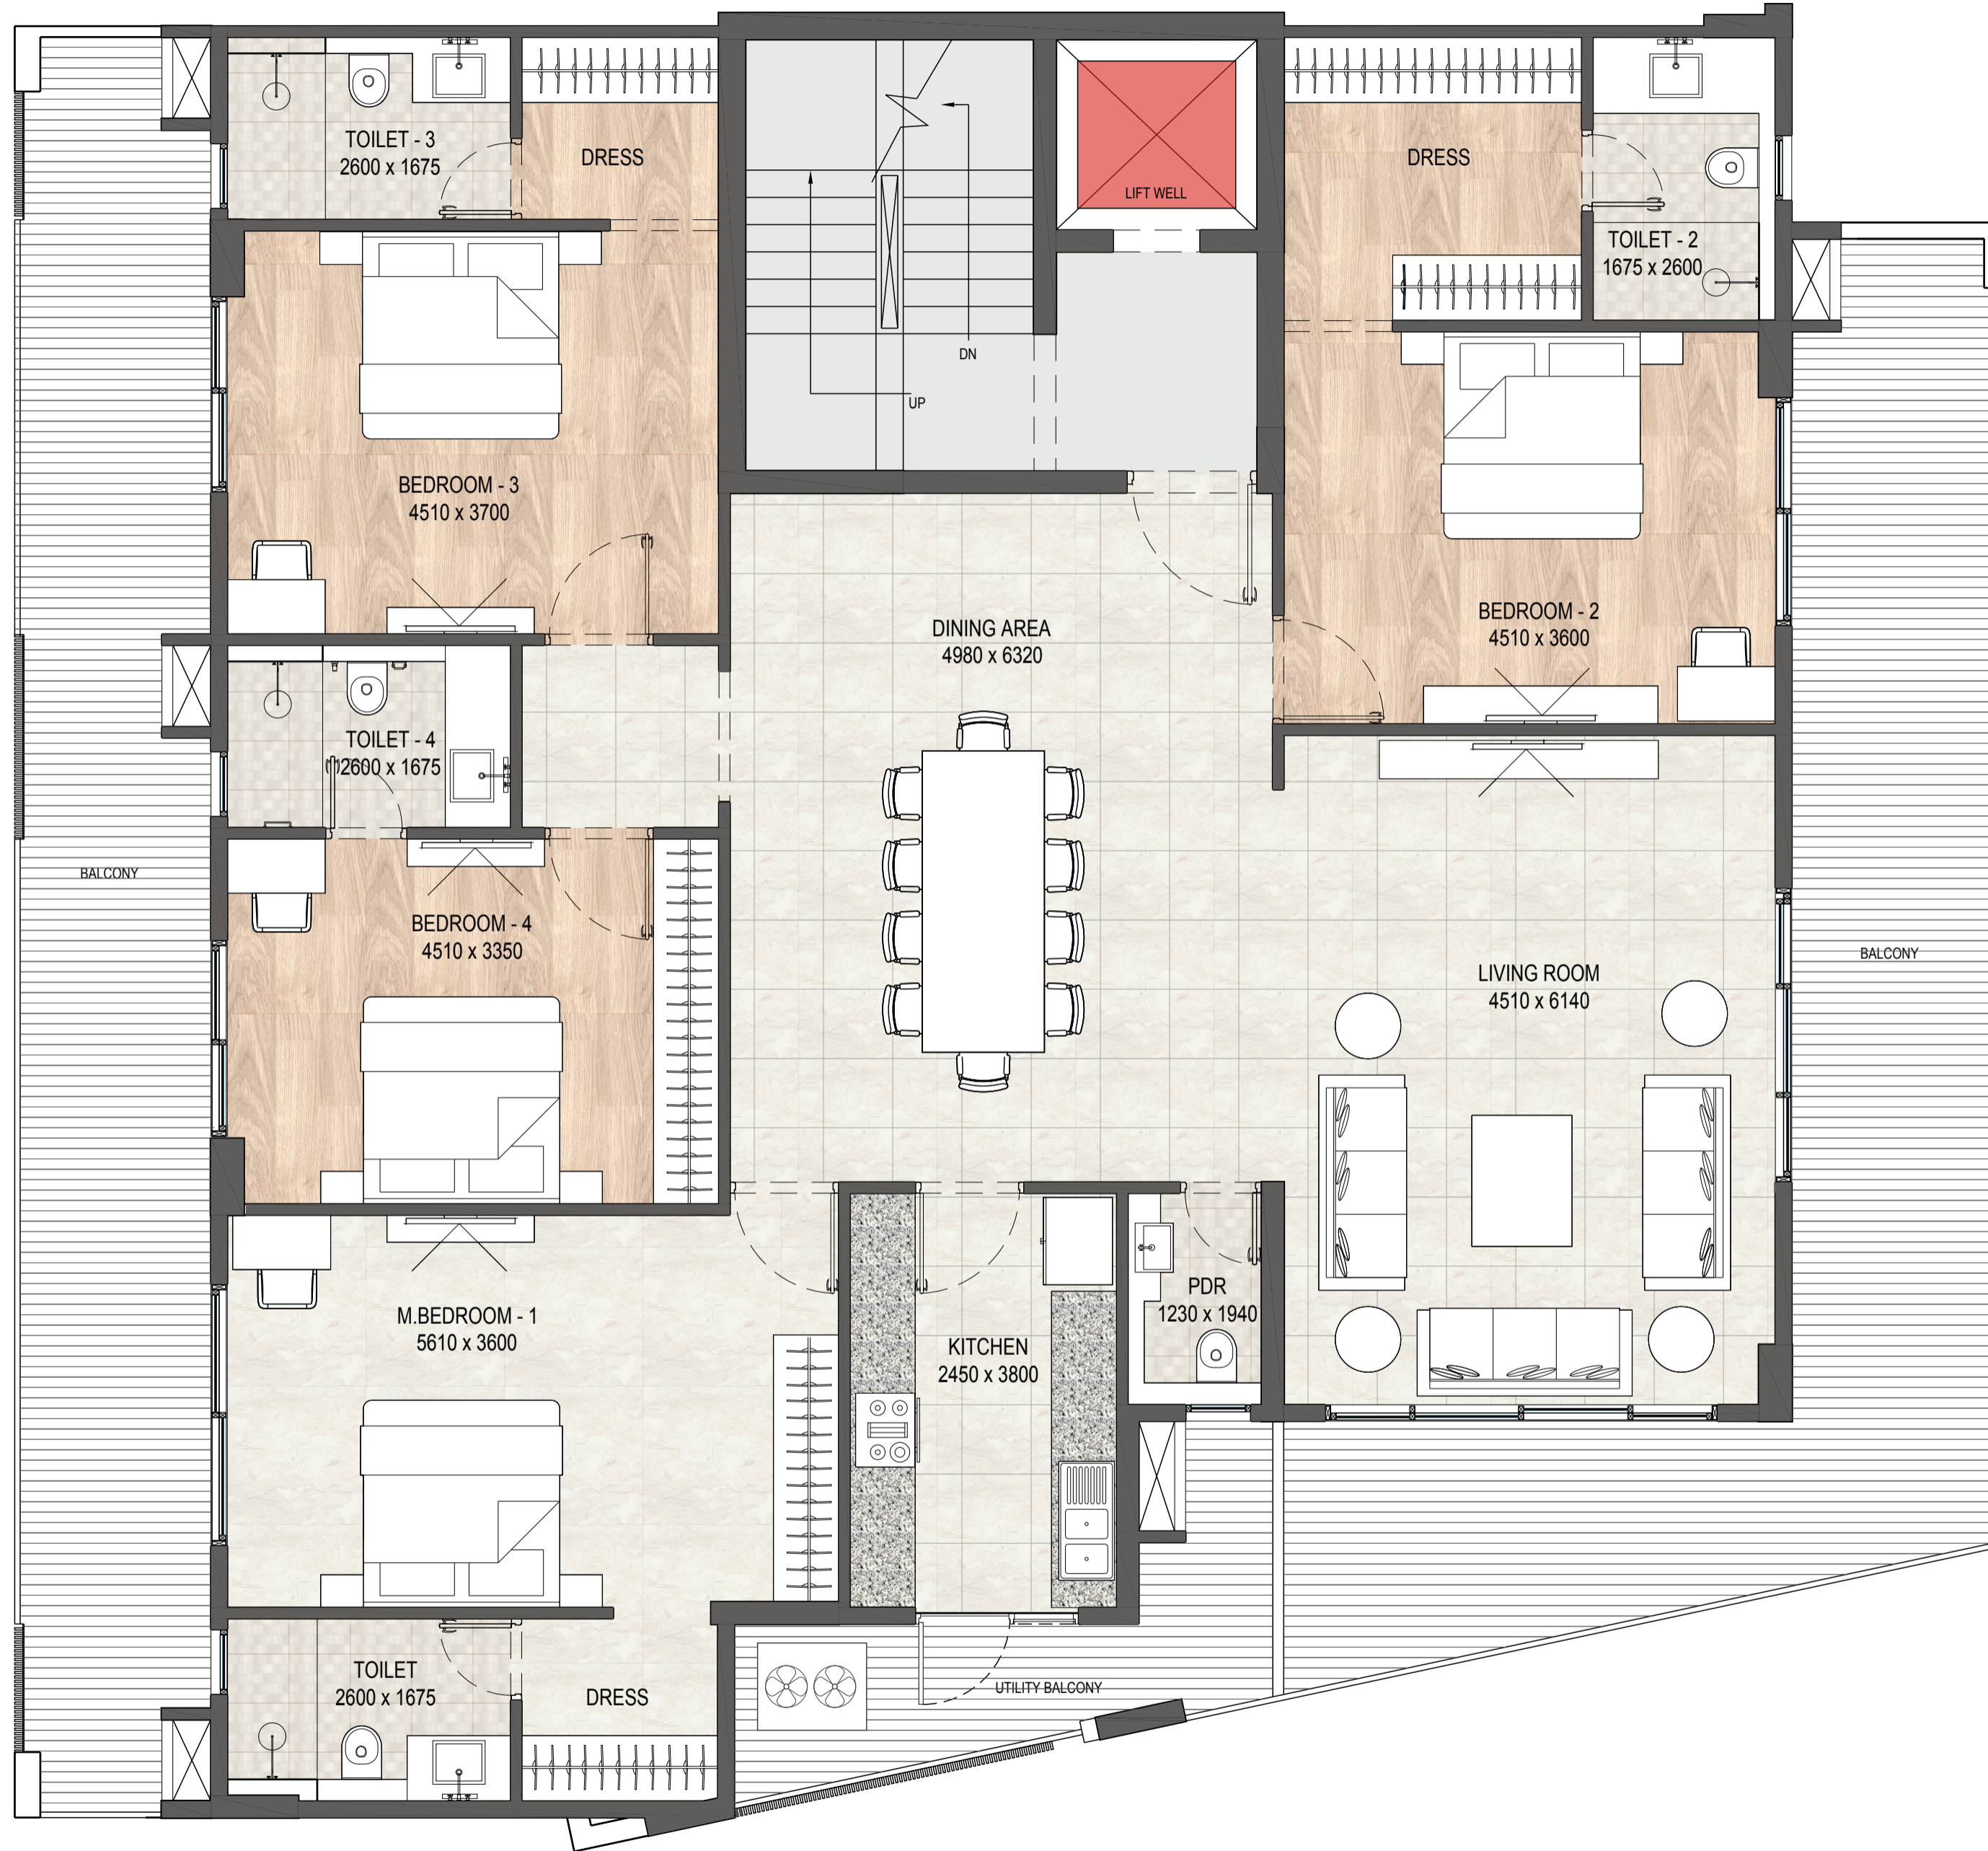 TOILET - 3
2600 x 1675
DRESS
LIFT WELL
DRESS
TOILET - 2
1675 x 2600
DN
UP
BEDROOM - 3
4510 x 3700
DINING AREA
4980 x 6320
BEDROOM - 2
4510 x 3600
TOILET - 4
2600 x 1675
BALCONY
BEDROOM - 4
4510 x 3350
BALCONY
LIVING ROOM
4510 x 6140
M.BEDROOM - 1
5610 x 3600
KITCHEN
2450 x 3800
PDR
1230 x 1940
TOILET
2600 x 1675
DRESS
UTILITY BALCONY